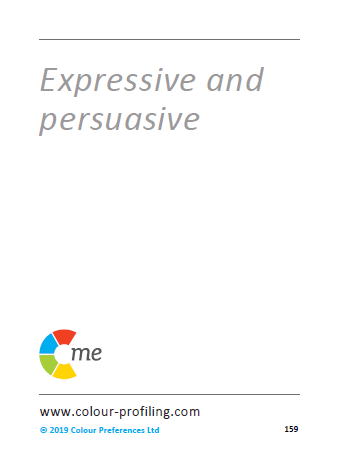 Expressive and
persuasive
me
www.colour-profiling.com
© 2019 Colour Preferences Ltd
159